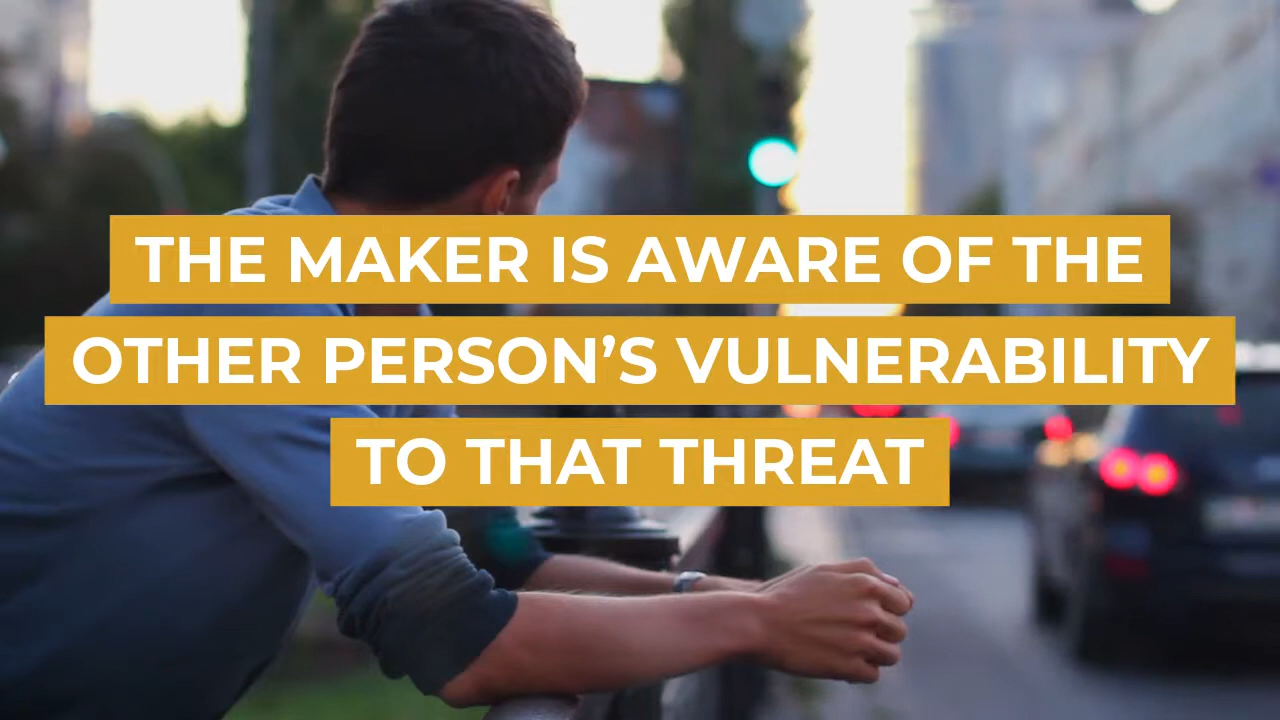 THE MAKER IS AWARE OF THE
OTHER PERSON’S VULNERABILITY
TO THAT THREAT